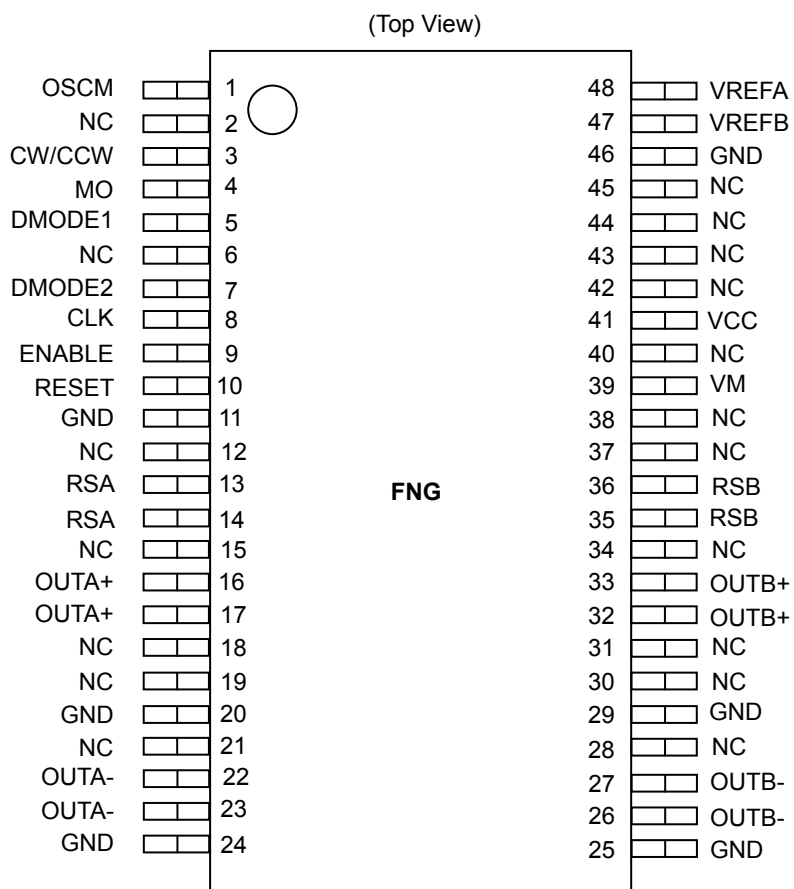 (Top View)
OSCM 1 48 VREFA
NC 2 47 VREFB
CW/CCW 3 46 GND
MO 4 45 NC
DMODE1 5 44 NC
NC 6 43 NC
DMODE2 7 42 NC
CLK 8 41 VCC
ENABLE 9 40 NC
RESET 10 39 VM
GND 11 38 NC
NC 12 37 NC
RSA 13 FNG 36 RSB
RSA 14 35 RSB
NC 15 34 NC
OUTA+ 16 33 OUTB+
OUTA+ 17 32 OUTB+
NC 18 31 NC
NC 19 30 NC
GND 20 29 GND
NC 21 28 NC
OUTA- 22 27 OUTB-
OUTA- 23 26 OUTB-
GND 24 25 GND